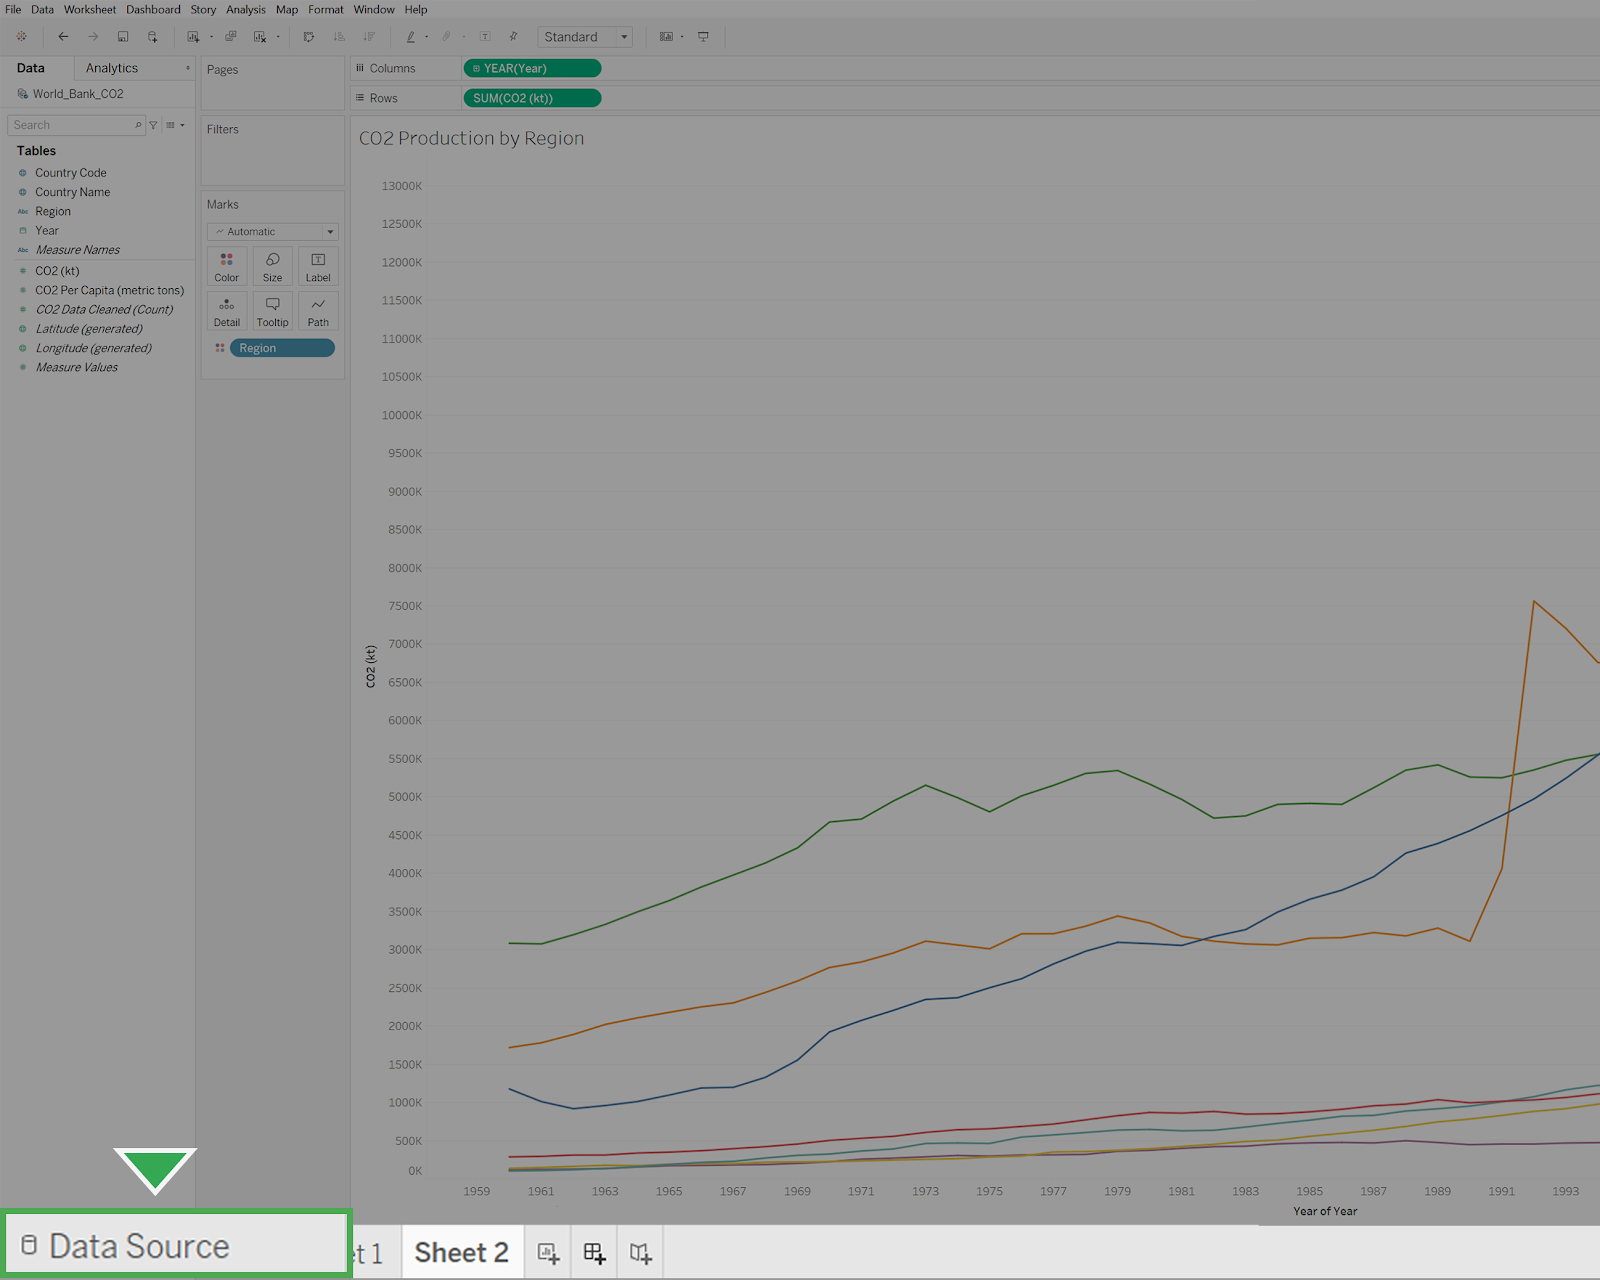 File Data Worksheet Dashboard Story Analysis Map Format Window Help
Standard
Data Analytics
World_Bank_CO2
Search
Tables
Country Code
Country Name
Abc Region
Year
Abc Measure Names
CO2 (kt)
CO2 Per Capita (metric tons)
CO2 Data Cleaned (Count)
Latitude (generated)
Longitude (generated)
Measure Values
Pages
Filters
Marks
Automatic
Color Size Label
Detail Tooltip Path
Region
Columns YEAR(Year)
Rows SUM(CO2 (kt))
CO2 Production by Region
13000K
12500K
12000K
11500K
11000K
10500K
10000K
9500K
9000K
8500K
8000K
7500K
7000K
6500K
6000K
5500K
5000K
4500K
4000K
3500K
3000K
2500K
2000K
1500K
1000K
500K
0K
CO2 (kt)
1959 1961 1963 1965 1967 1969 1971 1973 1975 1977 1979 1981 1983 1985 1987 1989 1991 1993
Year of Year
Data Source et 1 Sheet 2